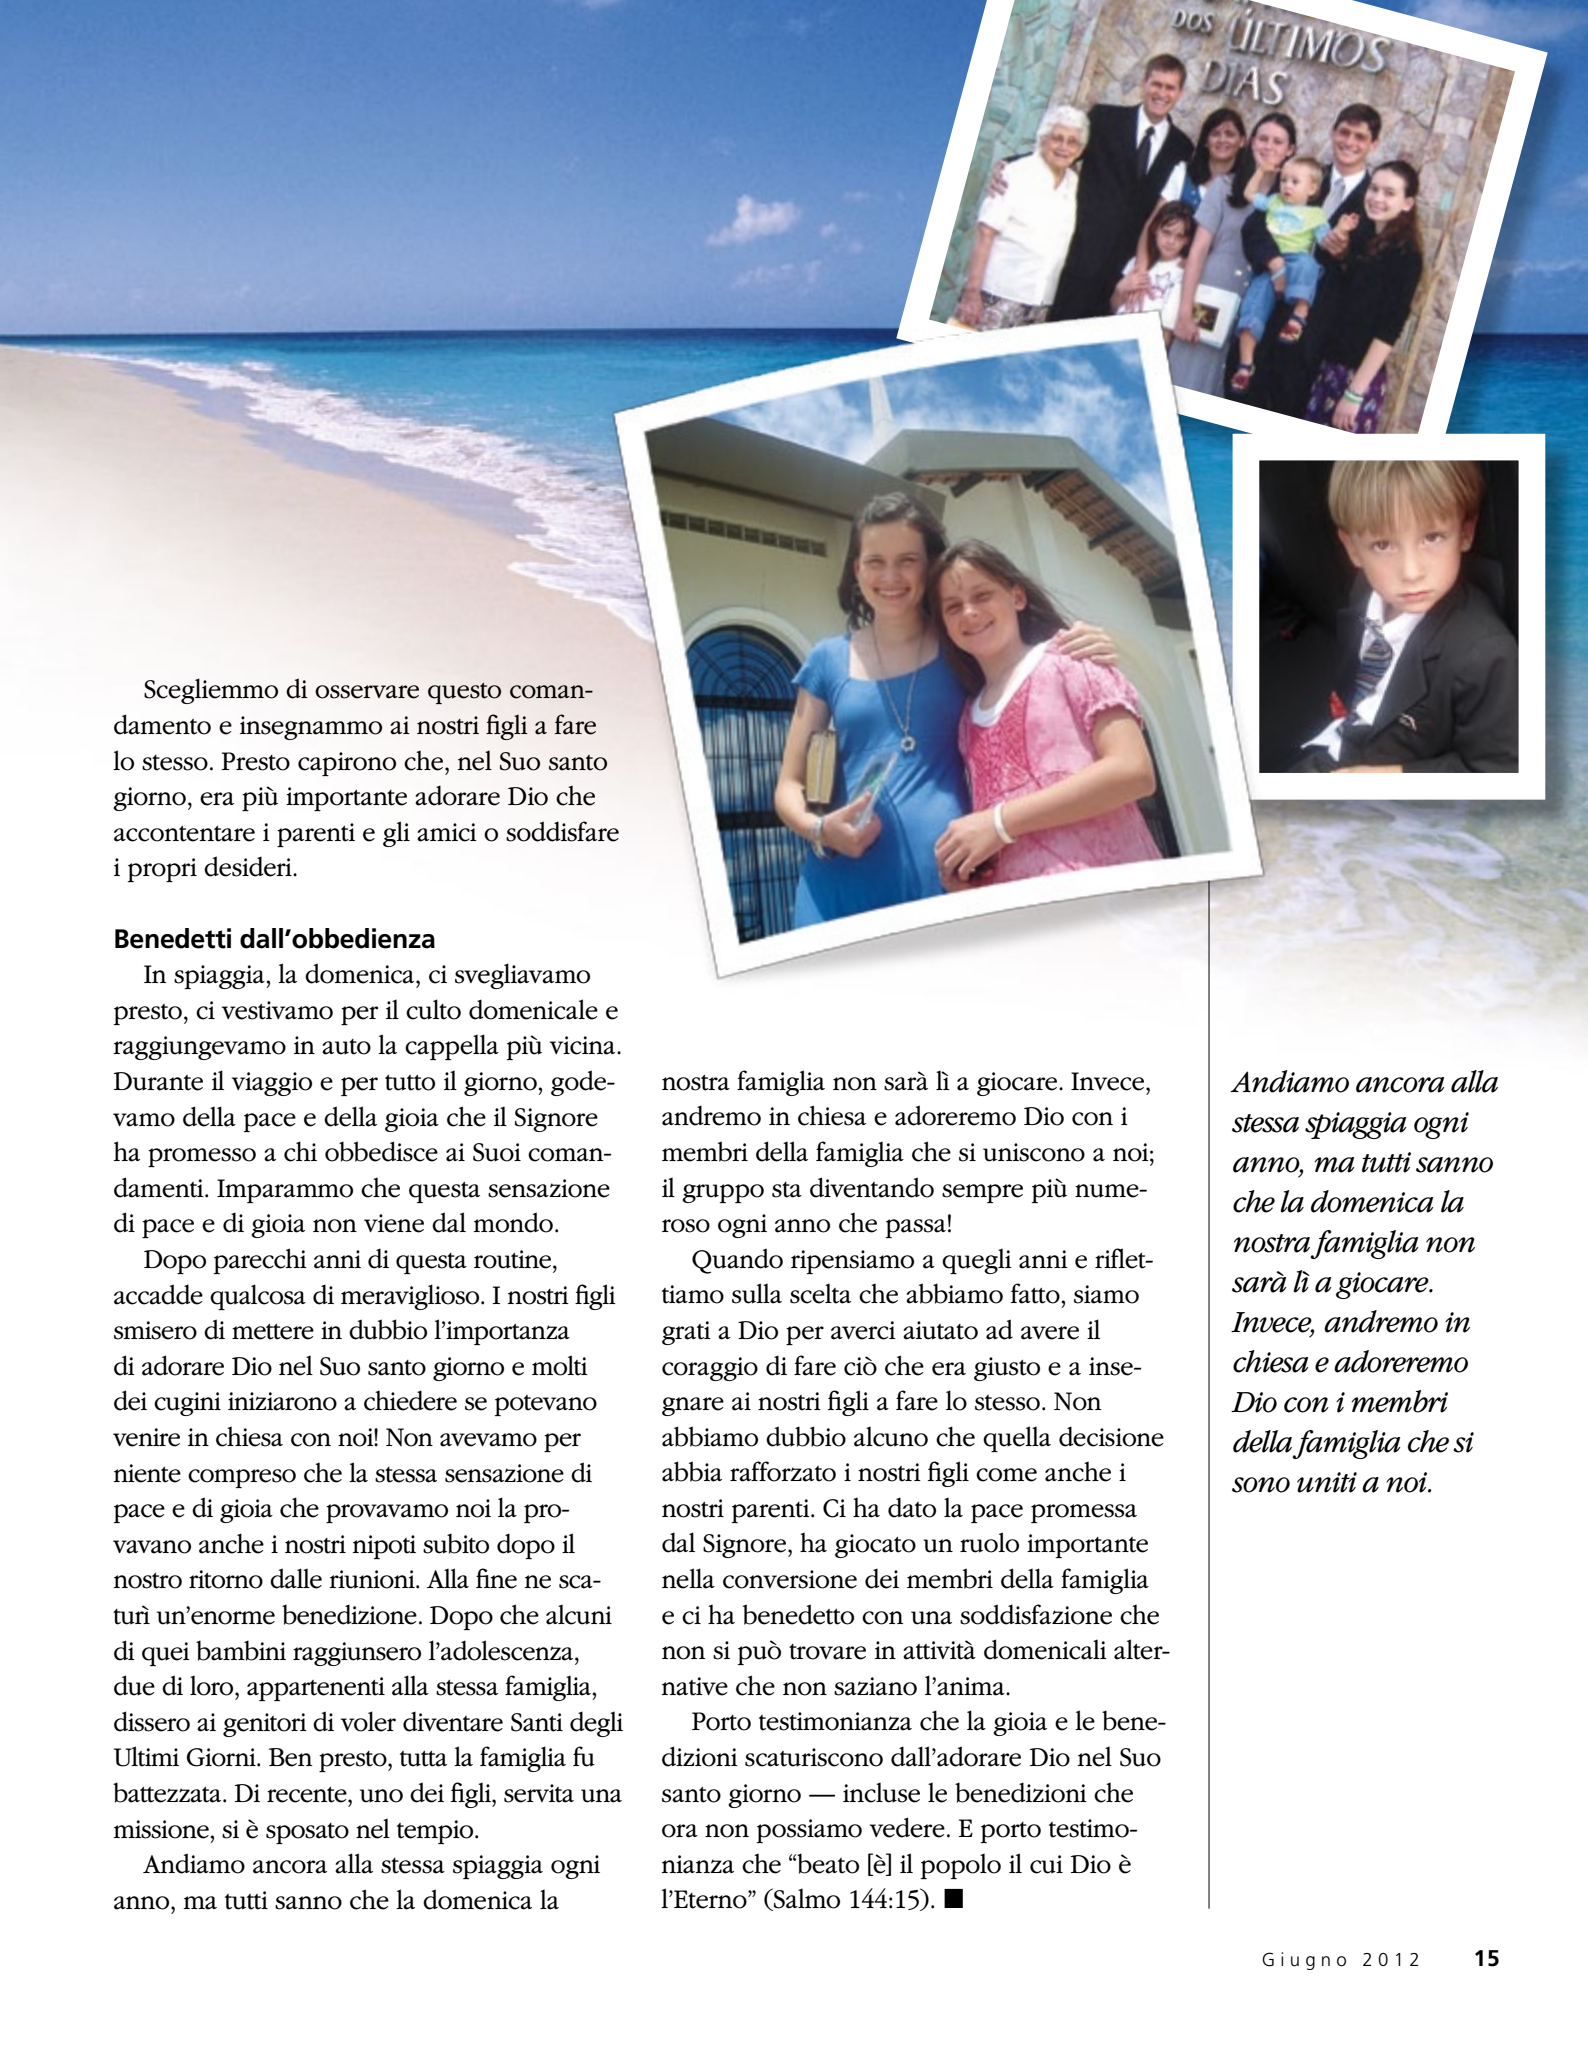 DOS ÚLTIMOS
DIAS
Scegliemmo di osservare questo coman-
damento e insegnammo ai nostri figli a fare
lo stesso. Presto capirono che, nel Suo santo
giorno, era più importante adorare Dio che
accontentare i parenti e gli amici o soddisfare
i propri desideri.
Benedetti dall’obbedienza
In spiaggia, la domenica, ci svegliavamo
presto, ci vestivamo per il culto domenicale e
raggiungevamo in auto la cappella più vicina.
Durante il viaggio e per tutto il giorno, gode-
vamo della pace e della gioia che il Signore
ha promesso a chi obbedisce ai Suoi coman-
damenti. Imparammo che questa sensazione
di pace e di gioia non viene dal mondo.
Dopo parecchi anni di questa routine,
accadde qualcosa di meraviglioso. I nostri figli
smisero di mettere in dubbio l’importanza
di adorare Dio nel Suo santo giorno e molti
dei cugini iniziarono a chiedere se potevano
venire in chiesa con noi! Non avevamo per
niente compreso che la stessa sensazione di
pace e di gioia che provavamo noi la pro-
vavano anche i nostri nipoti subito dopo il
nostro ritorno dalle riunioni. Alla fine ne sca-
turì un’enorme benedizione. Dopo che alcuni
di quei bambini raggiunsero l’adolescenza,
due di loro, appartenenti alla stessa famiglia,
dissero ai genitori di voler diventare Santi degli
Ultimi Giorni. Ben presto, tutta la famiglia fu
battezzata. Di recente, uno dei figli, servita una
missione, si è sposato nel tempio.
Andiamo ancora alla stessa spiaggia ogni
anno, ma tutti sanno che la domenica la
nostra famiglia non sarà lì a giocare. Invece,
andremo in chiesa e adoreremo Dio con i
membri della famiglia che si uniscono a noi;
il gruppo sta diventando sempre più nume-
roso ogni anno che passa!
Quando ripensiamo a quegli anni e riflet-
tiamo sulla scelta che abbiamo fatto, siamo
grati a Dio per averci aiutato ad avere il
coraggio di fare ciò che era giusto e a inse-
gnare ai nostri figli a fare lo stesso. Non
abbiamo dubbio alcuno che quella decisione
abbia rafforzato i nostri figli come anche i
nostri parenti. Ci ha dato la pace promessa
dal Signore, ha giocato un ruolo importante
nella conversione dei membri della famiglia
e ci ha benedetto con una soddisfazione che
non si può trovare in attività domenicali alter-
native che non saziano l’anima.
Porto testimonianza che la gioia e le bene-
dizioni scaturiscono dall’adorare Dio nel Suo
santo giorno — incluse le benedizioni che
ora non possiamo vedere. E porto testimo-
nianza che “beato [è] il popolo il cui Dio è
l’Eterno” (Salmo 144:15). ■
Andiamo ancora alla
stessa spiaggia ogni
anno, ma tutti sanno
che la domenica la
nostra famiglia non
sarà lì a giocare.
Invece, andremo in
chiesa e adoreremo
Dio con i membri
della famiglia che si
sono uniti a noi.
Giugno 2012 15